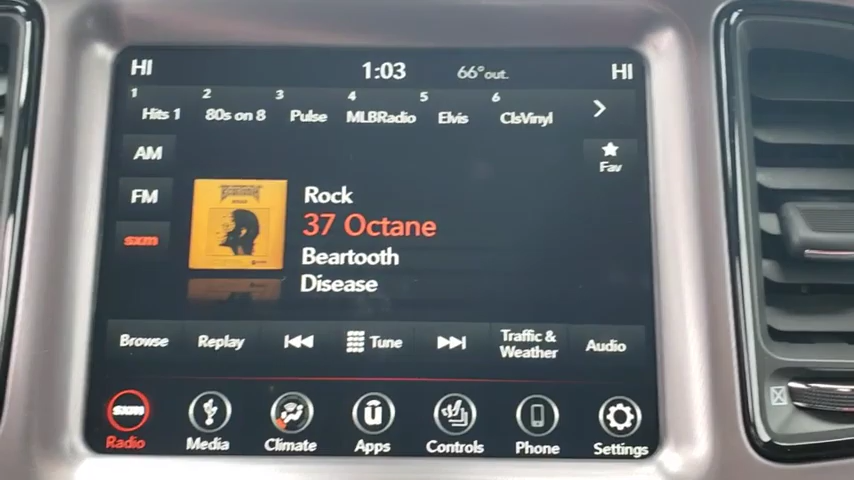 HI 1:03 66° out. HI
1 2 3 4 5 6
Hits 1 80s on 8 Pulse MLBRadio Elvis ClsVinyl
AM
Fav
FM
Rock
37 Octane
sxm
Beartooth
Disease
Browse Replay Tune Traffic & Weather Audio
sxm
Radio Media Climate Apps Controls Phone Settings